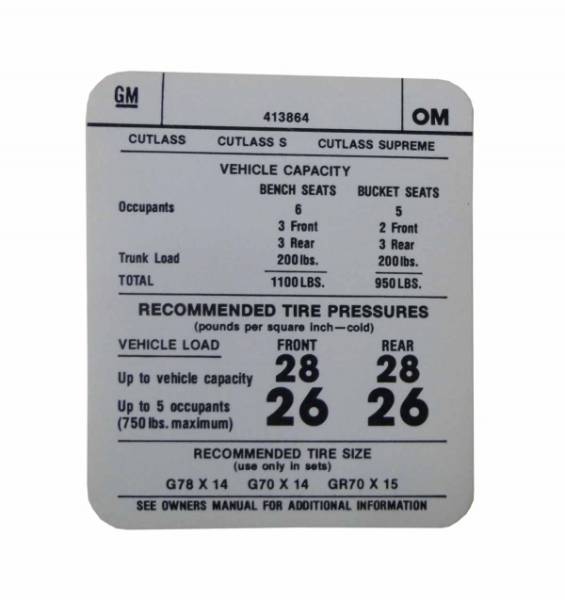 GM 413864 OM
CUTLASS CUTLASS S CUTLASS SUPREME
VEHICLE CAPACITY
BENCH SEATS BUCKET SEATS
Occupants 6 5
3 Front 2 Front
3 Rear 3 Rear
Trunk Load 200 lbs. 200 lbs.
TOTAL 1100 LBS. 950 LBS.
RECOMMENDED TIRE PRESSURES
(pounds per square inch—cold)
VEHICLE LOAD FRONT REAR
Up to vehicle capacity 28 28
Up to 5 occupants 26 26
(750 lbs. maximum)
RECOMMENDED TIRE SIZE
(use only in sets)
G78 X 14 G70 X 14 GR70 X 15
SEE OWNERS MANUAL FOR ADDITIONAL INFORMATION